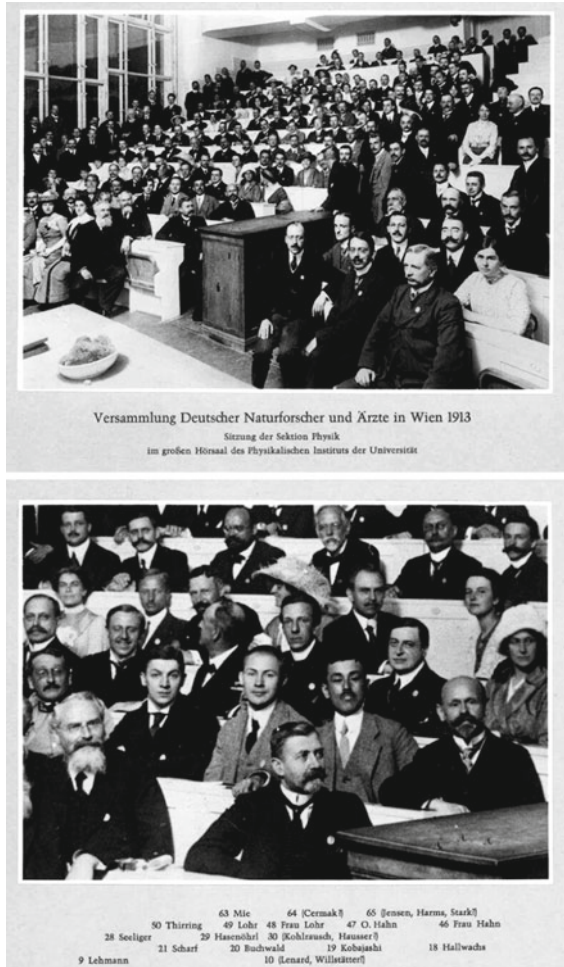 Versammlung Deutscher Naturforscher und Ärzte in Wien 1913
Sitzung der Sektion Physik
im großen Hörsaal des Physikalischen Instituts der Universität
63 Mie 64 (Cermak?) 65 (Jensen, Harms, Stark?)
50 Thirring 49 Lohr 48 Frau Lohr 47 O. Hahn 46 Frau Hahn
28 Seeliger 29 Hasenöhrl 30 (Kohlrausch, Hausser?)
21 Scharf 20 Buchwald 19 Kobajashi 18 Hallwachs
9 Lehmann 10 (Lenard, Willstätter?)